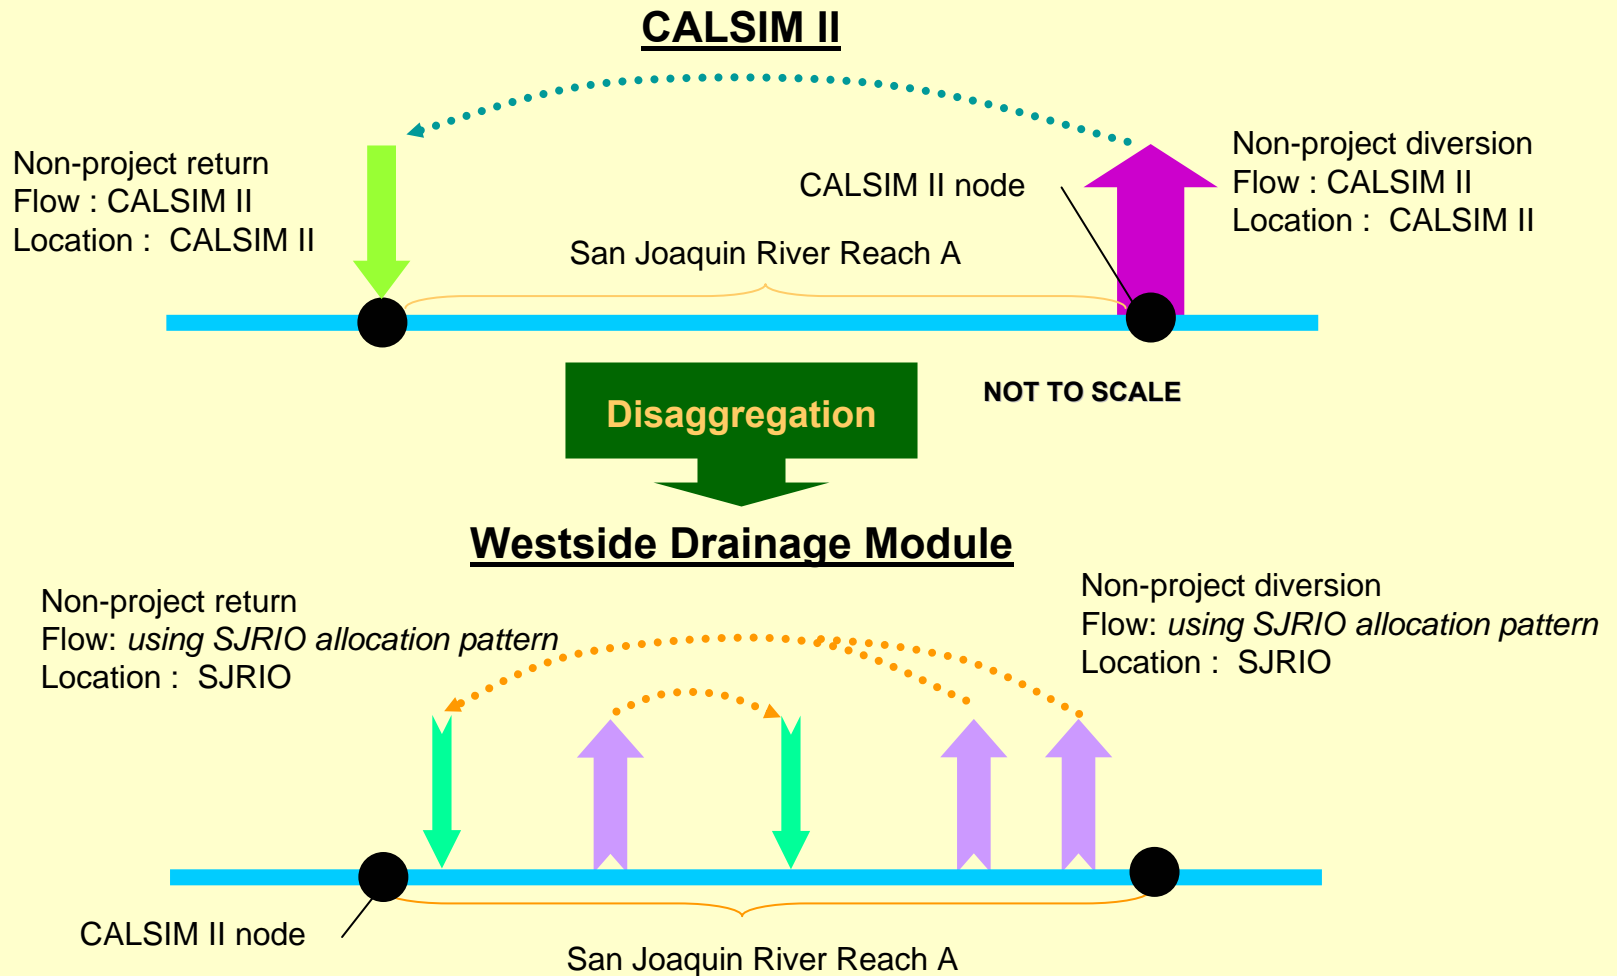 CALSIM II
Non-project return
Flow : CALSIM II
Location :  CALSIM II
CALSIM II node
Non-project diversion
Flow : CALSIM II
Location :  CALSIM II
San Joaquin River Reach A
NOT TO SCALE
Disaggregation
Westside Drainage Module
Non-project return
Flow: using SJRIO allocation pattern
Location :  SJRIO
Non-project diversion
Flow: using SJRIO allocation pattern
Location :  SJRIO
CALSIM II node
San Joaquin River Reach A